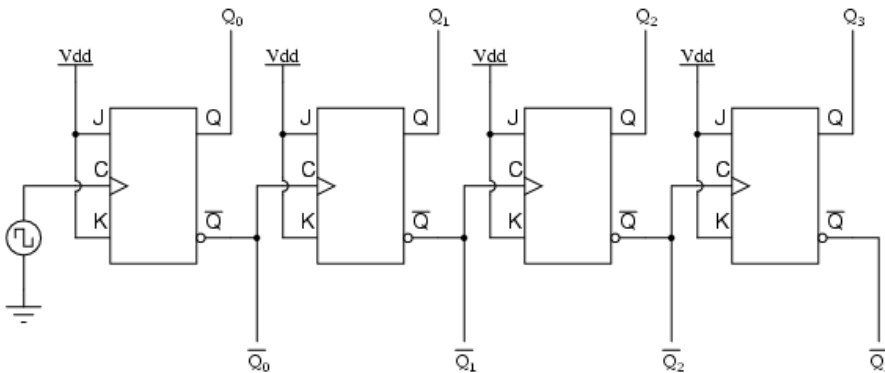 Q₀ Q₁ Q₂ Q₃
Vdd Vdd Vdd Vdd
J Q J Q J Q J Q
C C C C
K Q̅ K Q̅ K Q̅ K Q̅
Q̅₀ Q̅₁ Q̅₂ Q̅